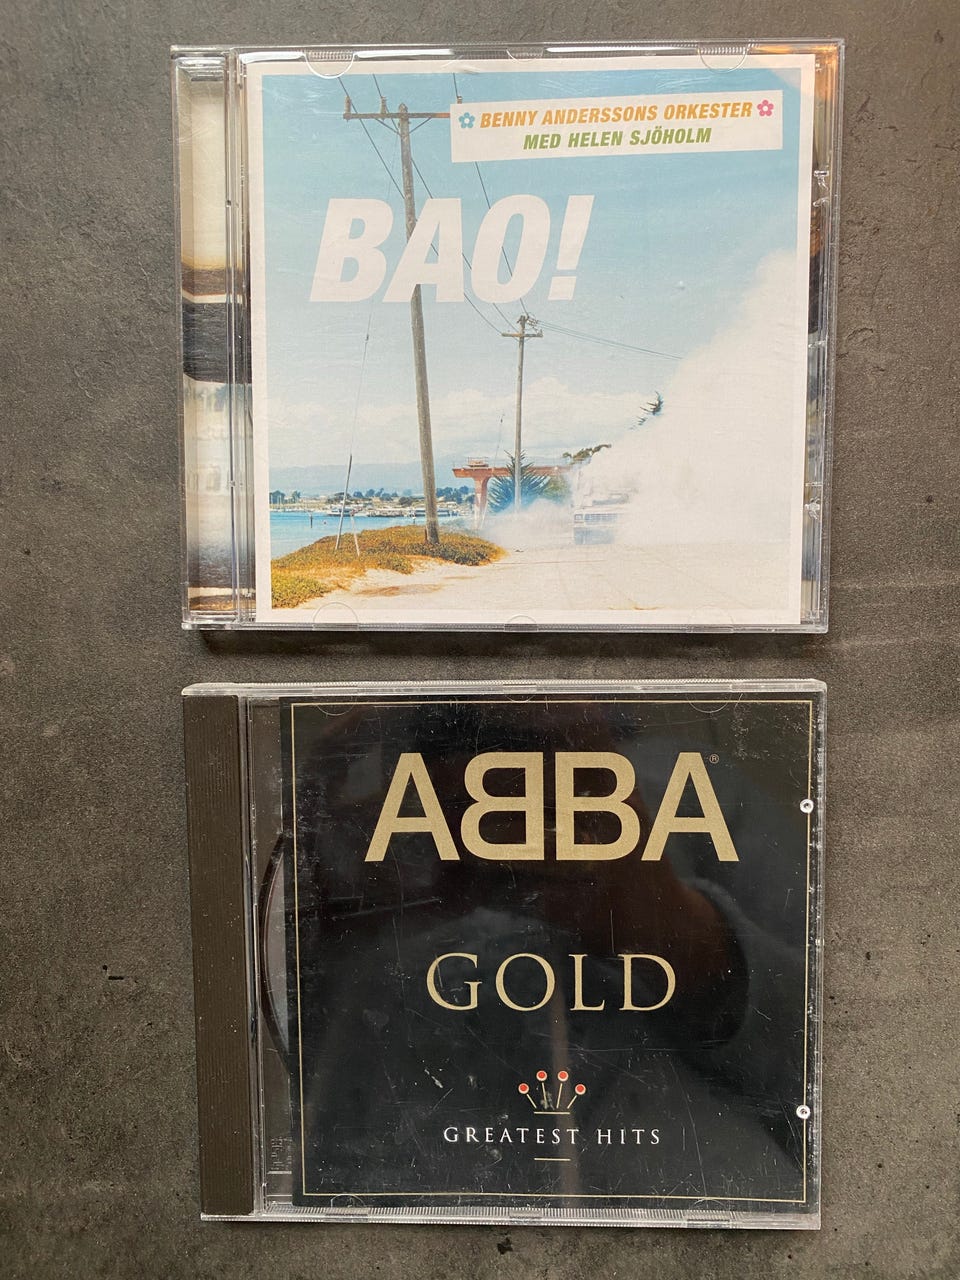 BENNY ANDERSSONS ORKESTER
MED HELEN SJÖHOLM
BAO!
ABBA®
GOLD
GREATEST HITS